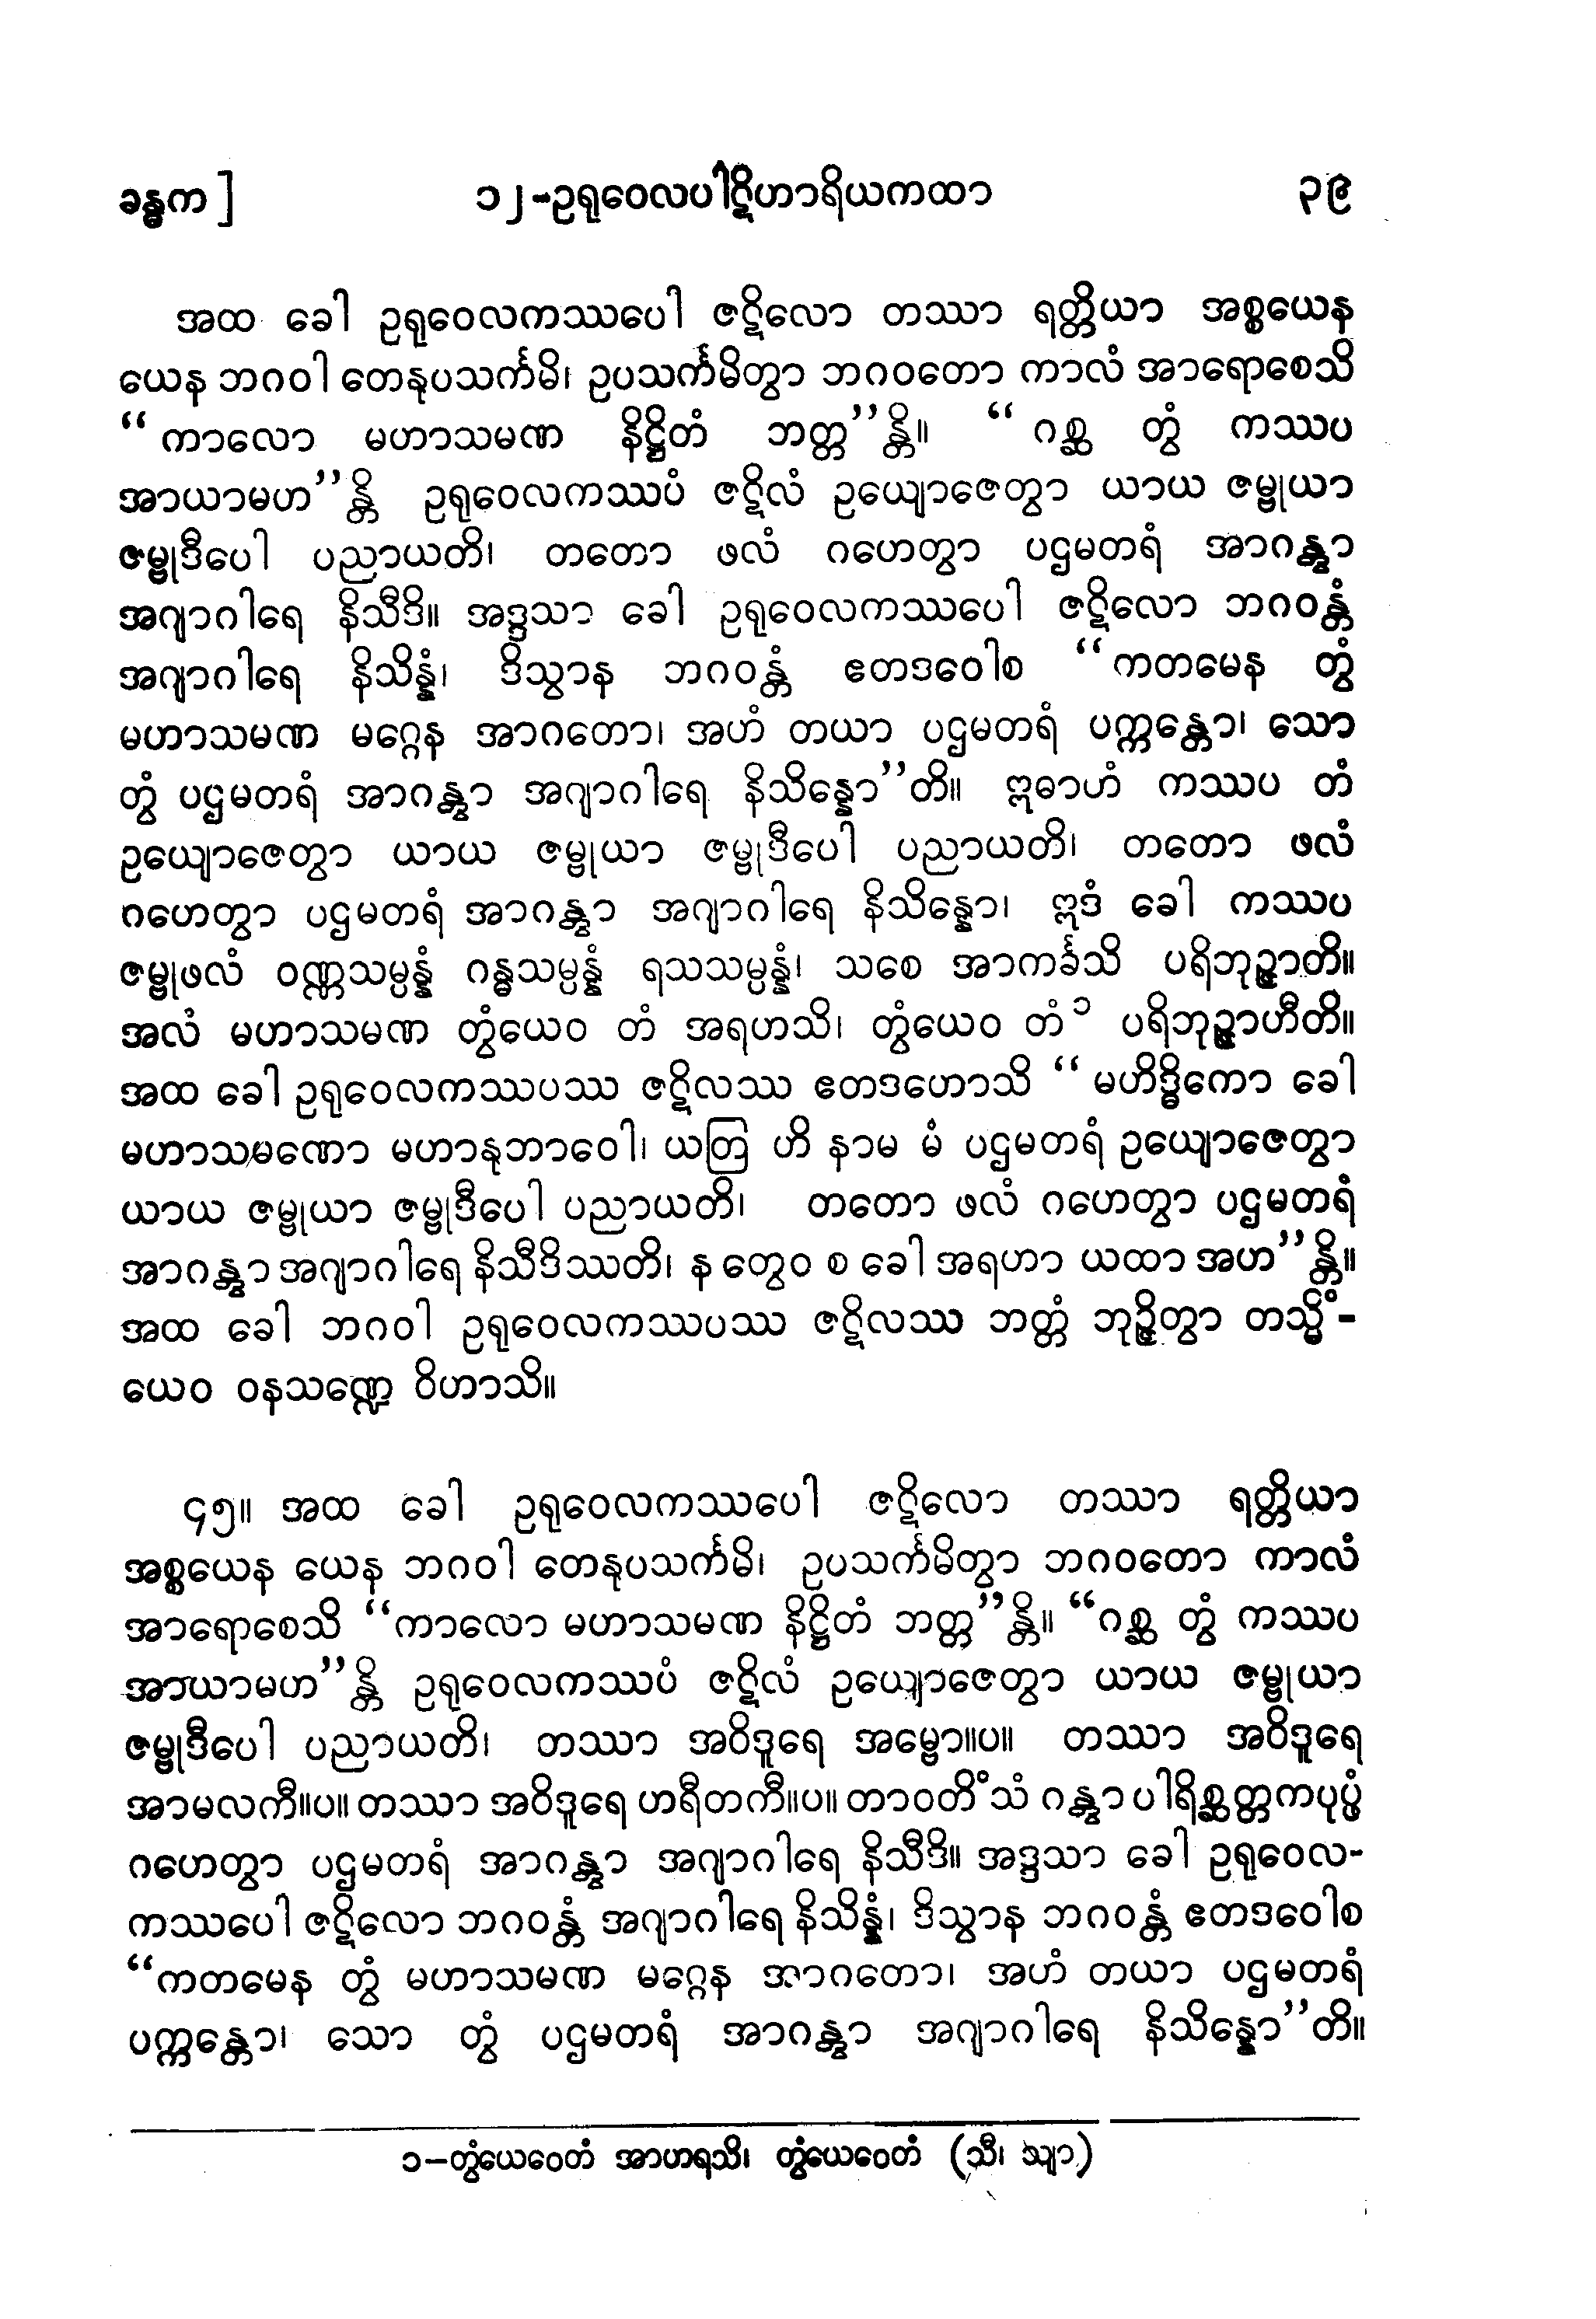 ခန္ဓက ]
၁၂-ဥရုဝေလပါဋိဟာရိယကထာ
၃၉
အထ ခေါ ဥရုဝေလကဿပေါ ဇဋိလော တဿာ ရတ္တိယာ အစ္စယေန
ယေန ဘဂဝါ တေနုပသင်္ကမိ၊ ဥပသင်္ကမိတွာ ဘဂဝတော ကာလံ အာရောစေသိ
“ကာလော မဟာသမဏ နိဋ္ဌိတံ ဘတ္တ”န္တိ။ “ဂစ္ဆ တွံ ကဿပ
အာယာမဟ”န္တိ ဥရုဝေလကဿပံ ဇဋိလံ ဥယျောဇေတွာ ယာယ ဇမ္ဗုယာ
ဇမ္ဗုဒီပေါ ပညာယတိ၊ တတော ဖလံ ဂဟေတွာ ပဌမတရံ အာဂန္တွာ
အဂျာဂါရေ နိသီဒိ။ အဒ္ဒသာ ခေါ ဥရုဝေလကဿပေါ ဇဋိလော ဘဂဝန္တံ
အဂျာဂါရေ နိသိန္နံ၊ ဒိသွာန ဘဂဝန္တံ ဧတဒဝေါစ “ကတမေန တွံ
မဟာသမဏ မဂ္ဂေန အာဂတော၊ အဟံ တယာ ပဌမတရံ ပက္ကန္တော၊ သော
တွံ ပဌမတရံ အာဂန္တွာ အဂျာဂါရေ နိသိန္နော”တိ။ ဣဓာဟံ ကဿပ တံ
ဥယျောဇေတွာ ယာယ ဇမ္ဗုယာ ဇမ္ဗုဒီပေါ ပညာယတိ၊ တတော ဖလံ
ဂဟေတွာ ပဌမတရံ အာဂန္တွာ အဂျာဂါရေ နိသိန္နော၊ ဣဒံ ခေါ ကဿပ
ဇမ္ဗုဖလံ ဝဏ္ဏသမ္ပန္နံ ဂန္ဓသမ္ပန္နံ ရသသမ္ပန္နံ၊ သစေ အာကင်္ခသိ ပရိဘုဉ္ဇာတိ။
အလံ မဟာသမဏ တွံယေဝ တံ အရဟသိ၊ တွံယေဝ တံ ၁ ပရိဘုဉ္ဇာဟီတိ။
အထ ခေါ ဥရုဝေလကဿပဿ ဇဋိလဿ ဧတဒဟောသိ “မဟိဒ္ဓိကော ခေါ
မဟာသမဏော မဟာနုဘာဝေါ၊ ယတြ ဟိ နာမ မံ ပဌမတရံ ဥယျောဇေတွာ
ယာယ ဇမ္ဗုယာ ဇမ္ဗုဒီပေါ ပညာယတိ၊ တတော ဖလံ ဂဟေတွာ ပဌမတရံ
အာဂန္တွာ အဂျာဂါရေ နိသီဒိဿတိ၊ န တွေဝ စ ခေါ အရဟာ ယထာ အဟ”န္တိ။
အထ ခေါ ဘဂဝါ ဥရုဝေလကဿပဿ ဇဋိလဿ ဘတ္တံ ဘုဉ္ဇိတွာ တသ္မိံ-
ယေဝ ဝနသဏ္ဍေ ဝိဟာသိ။
၄၅။ အထ ခေါ ဥရုဝေလကဿပေါ ဇဋိလော တဿာ ရတ္တိယာ
အစ္စယေန ယေန ဘဂဝါ တေနုပသင်္ကမိ၊ ဥပသင်္ကမိတွာ ဘဂဝတော ကာလံ
အာရောစေသိ “ကာလော မဟာသမဏ နိဋ္ဌိတံ ဘတ္တ”န္တိ။ “ဂစ္ဆ တွံ ကဿပ
အာယာမဟ”န္တိ ဥရုဝေလကဿပံ ဇဋိလံ ဥယျောဇေတွာ ယာယ ဇမ္ဗုယာ
ဇမ္ဗုဒီပေါ ပညာယတိ၊ တဿာ အဝိဒူရေ အမ္ဗော။ပ။ တဿာ အဝိဒူရေ
အာမလကီ။ပ။ တဿာ အဝိဒူရေ ဟရီတကီ။ပ။ တာဝတိံသံ ဂန္တွာ ပါရိစ္ဆတ္တကပုပ္ဖံ
ဂဟေတွာ ပဌမတရံ အာဂန္တွာ အဂျာဂါရေ နိသီဒိ။ အဒ္ဒသာ ခေါ ဥရုဝေလ-
ကဿပေါ ဇဋိလော ဘဂဝန္တံ အဂျာဂါရေ နိသိန္နံ၊ ဒိသွာန ဘဂဝန္တံ ဧတဒဝေါစ
“ကတမေန တွံ မဟာသမဏ မဂ္ဂေန အာဂတော၊ အဟံ တယာ ပဌမတရံ
ပက္ကန္တော၊ သော တွံ ပဌမတရံ အာဂန္တွာ အဂျာဂါရေ နိသိန္နော”တိ။
၁-တွံယေဝေတံ အာဟရသိ၊ တွံယေဝေတံ (သီ၊ သျာ)